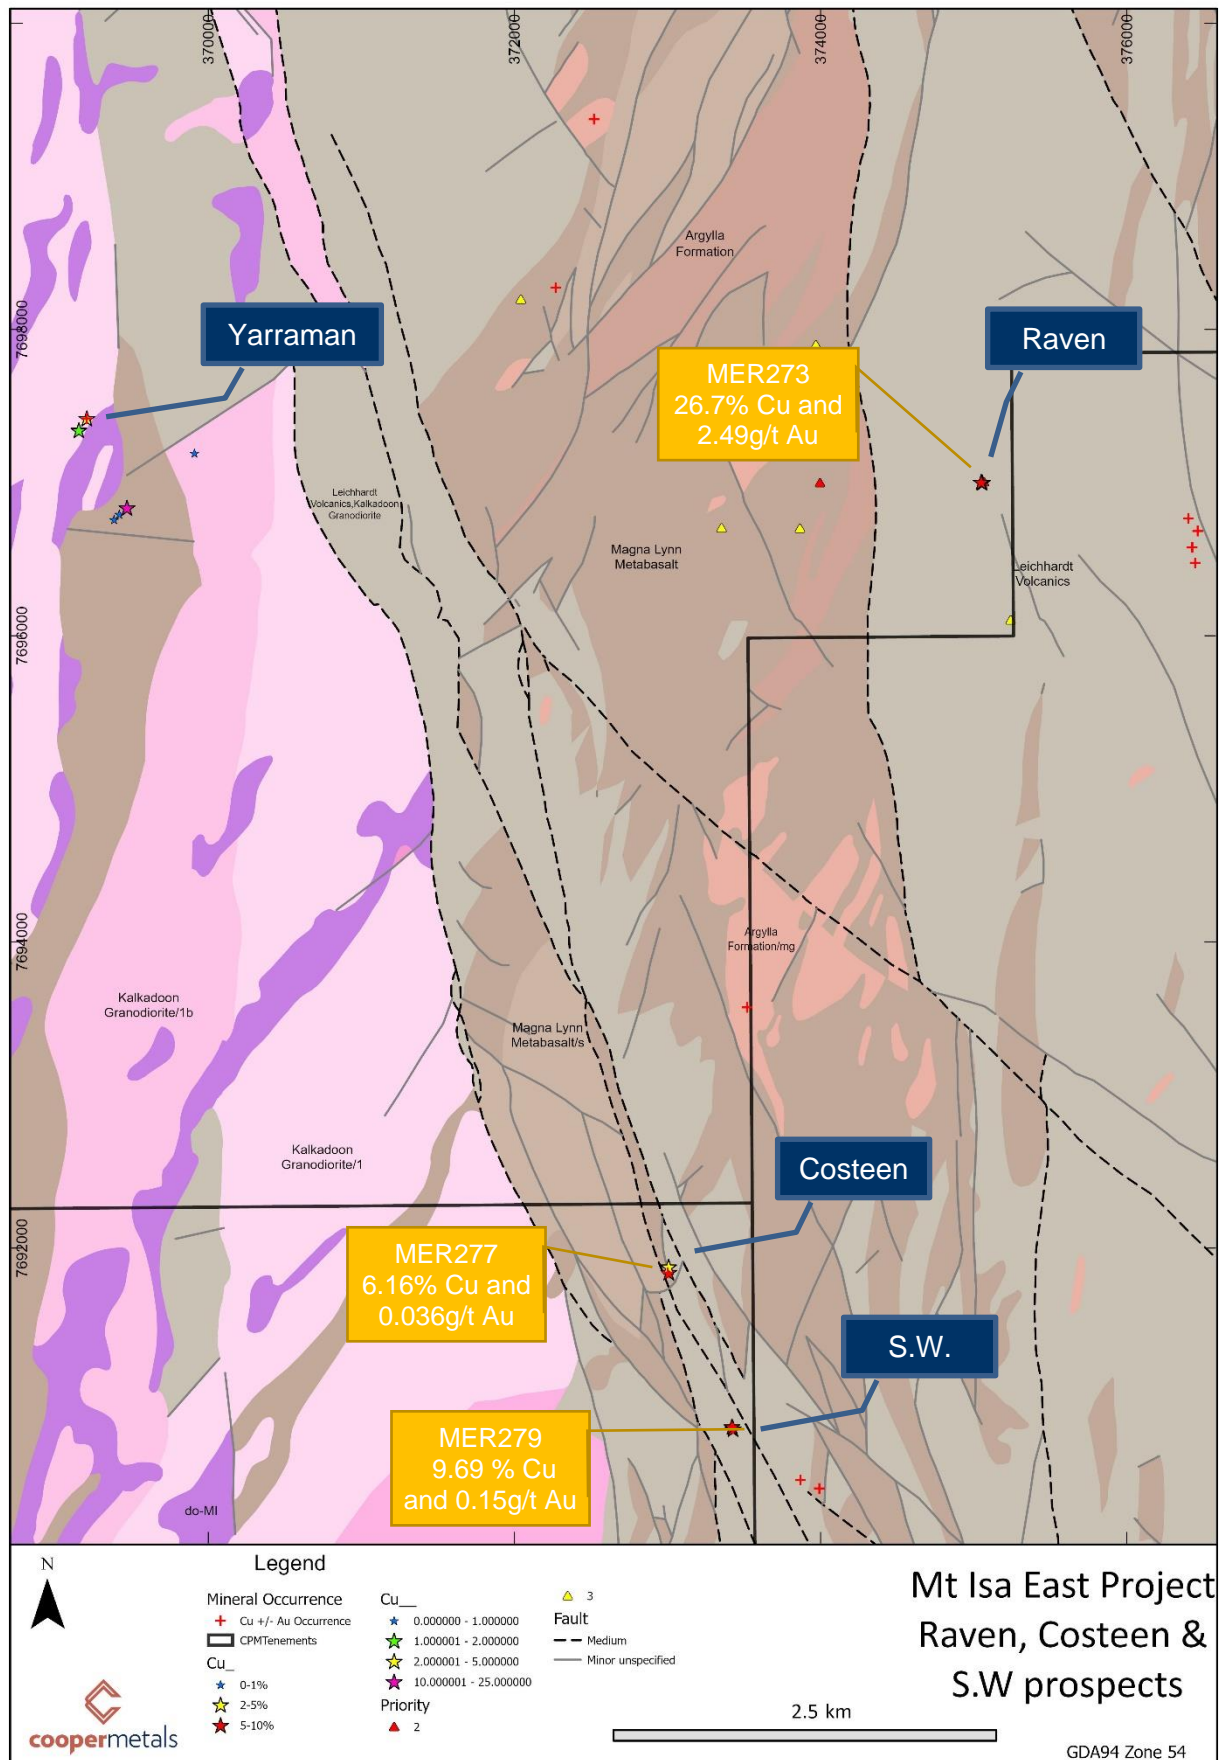 370000
372000
374000
376000
7698000
7696000
7694000
7692000
Argylla
Formation
Yarraman
Raven
MER273
26.7% Cu and
2.49g/t Au
Leichhardt
Volcanics,Kalkadoon
Granodiorite
Magna Lynn
Metabasalt
Leichhardt
Volcanics
Argylla
Formation/mg
Kalkadoon
Granodiorite/1b
Magna Lynn
Metabasalt/s
Kalkadoon
Granodiorite/1
Costeen
MER277
6.16% Cu and
0.036g/t Au
S.W.
MER279
9.69 % Cu
and 0.15g/t Au
do-MI
N
Legend
Mineral Occurrence
Cu +/- Au Occurrence
CPMTenements
Cu_
0-1%
2-5%
5-10%
Cu__
0.000000 - 1.000000
1.000001 - 2.000000
2.000001 - 5.000000
10.000001 - 25.000000
Priority
2
3
Fault
Medium
Minor unspecified
2.5 km
Mt Isa East Project
Raven, Costeen &
S.W prospects
GDA94 Zone 54
coopermetals